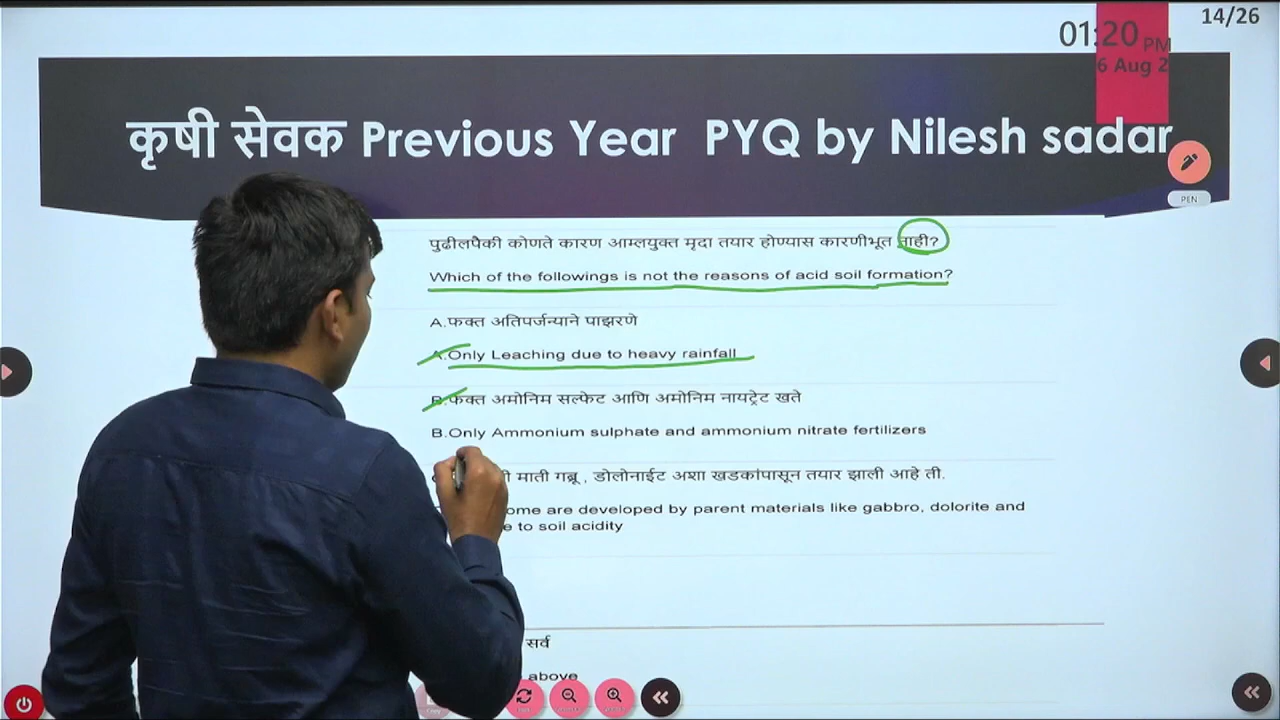 14/26
01:20 PM
6 Aug 2
कृषी सेवक Previous Year PYQ by Nilesh sadar
PEN
पुढीलपैकी कोणते कारण आम्लयुक्त मृदा तयार होण्यास कारणीभूत नाही?
Which of the followings is not the reasons of acid soil formation?
A.फक्त अतिपर्जन्याने पाझरणे
A.Only Leaching due to heavy rainfall
B.फक्त अमोनिम सल्फेट आणि अमोनिम नायट्रेट खते
B.Only Ammonium sulphate and ammonium nitrate fertilizers
माती गब्रू , डोलोनाईट अशा खडकांपासून तयार झाली आहे ती.
are developed by parent materials like gabbro, dolorite and
to soil acidity
सर्व
above